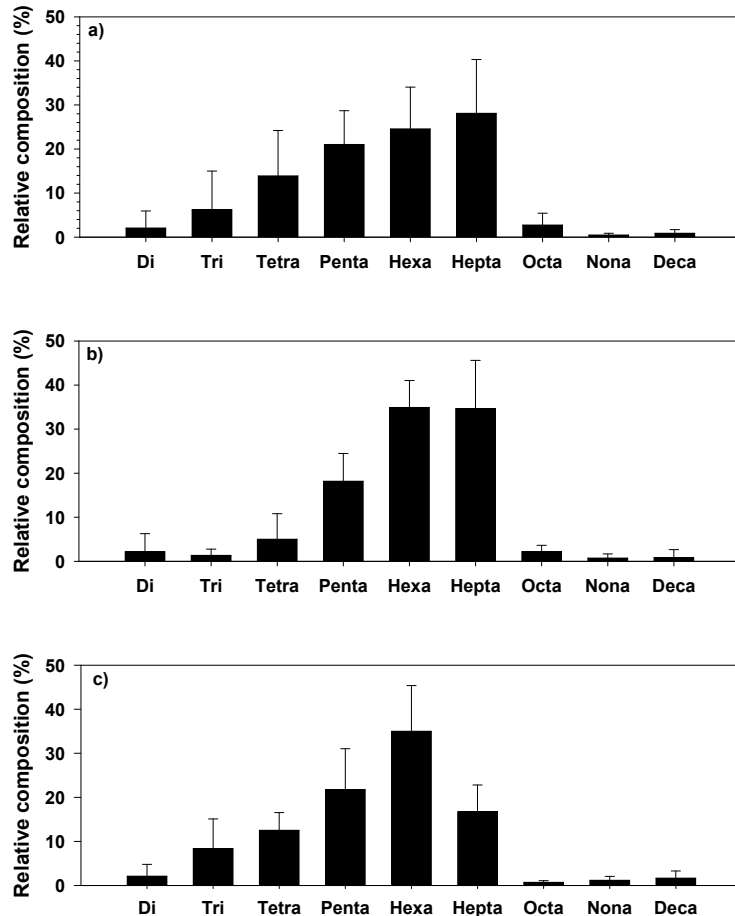 a)
Relative composition (%)
50
40
30
20
10
0
Di Tri Tetra Penta Hexa Hepta Octa Nona Deca
b)
Relative composition (%)
50
40
30
20
10
0
Di Tri Tetra Penta Hexa Hepta Octa Nona Deca
c)
Relative composition (%)
50
40
30
20
10
0
Di Tri Tetra Penta Hexa Hepta Octa Nona Deca